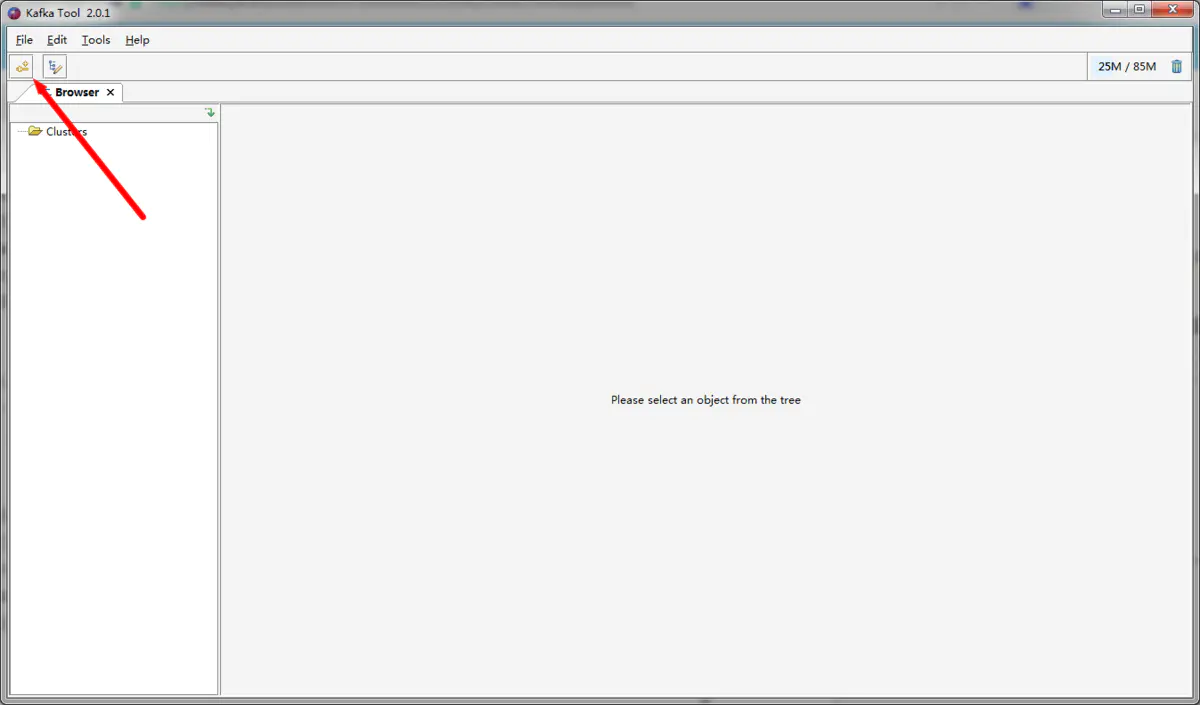 Kafka Tool 2.0.1
File Edit Tools Help
25M / 85M
Browser
Clusters
Please select an object from the tree